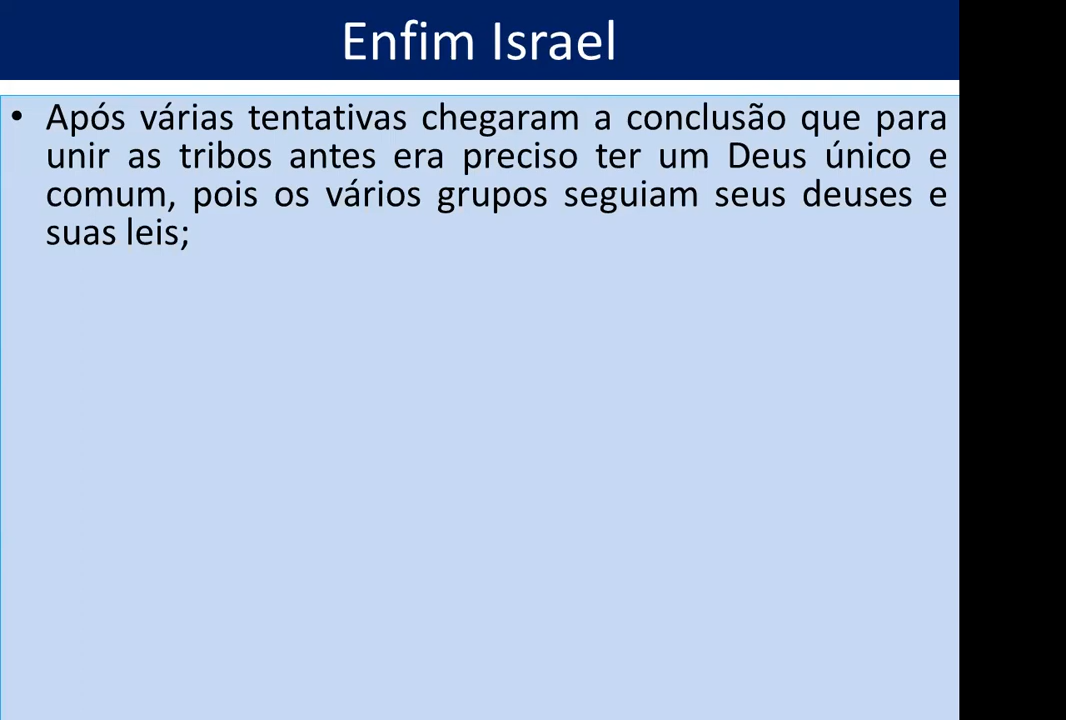 Enfim Israel
• Após várias tentativas chegaram a conclusão que para
unir as tribos antes era preciso ter um Deus único e
comum, pois os vários grupos seguiam seus deuses e
suas leis;